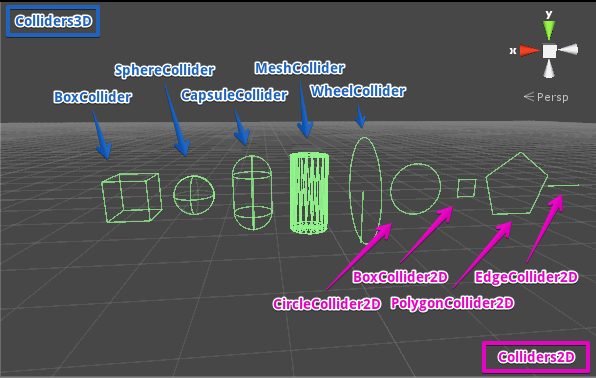 Colliders3D
y
x
Persp
MeshCollider
SphereCollider
WheelCollider
BoxCollider
CapsuleCollider
BoxCollider2D
EdgeCollider2D
CircleCollider2D
PolygonCollider2D
Colliders2D